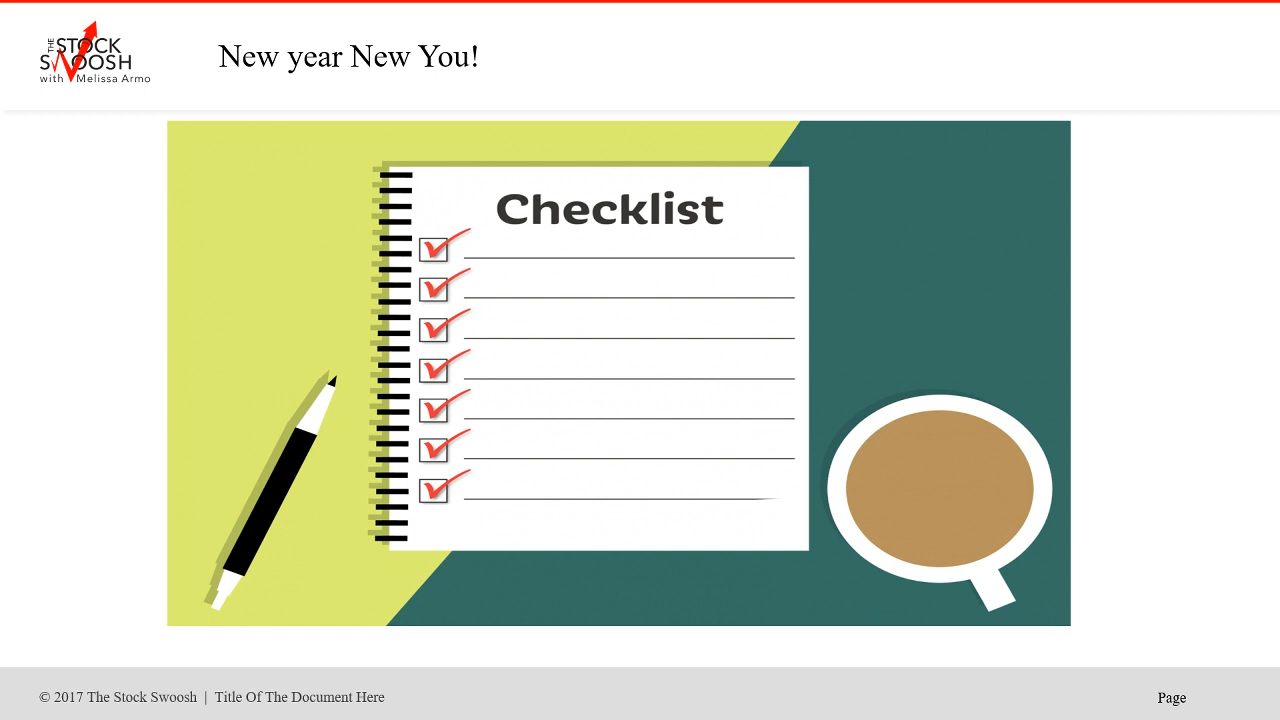 THE STOCK
SWOOSH
with Melissa Armo
New year New You!
Checklist
© 2017 The Stock Swoosh | Title Of The Document Here
Page